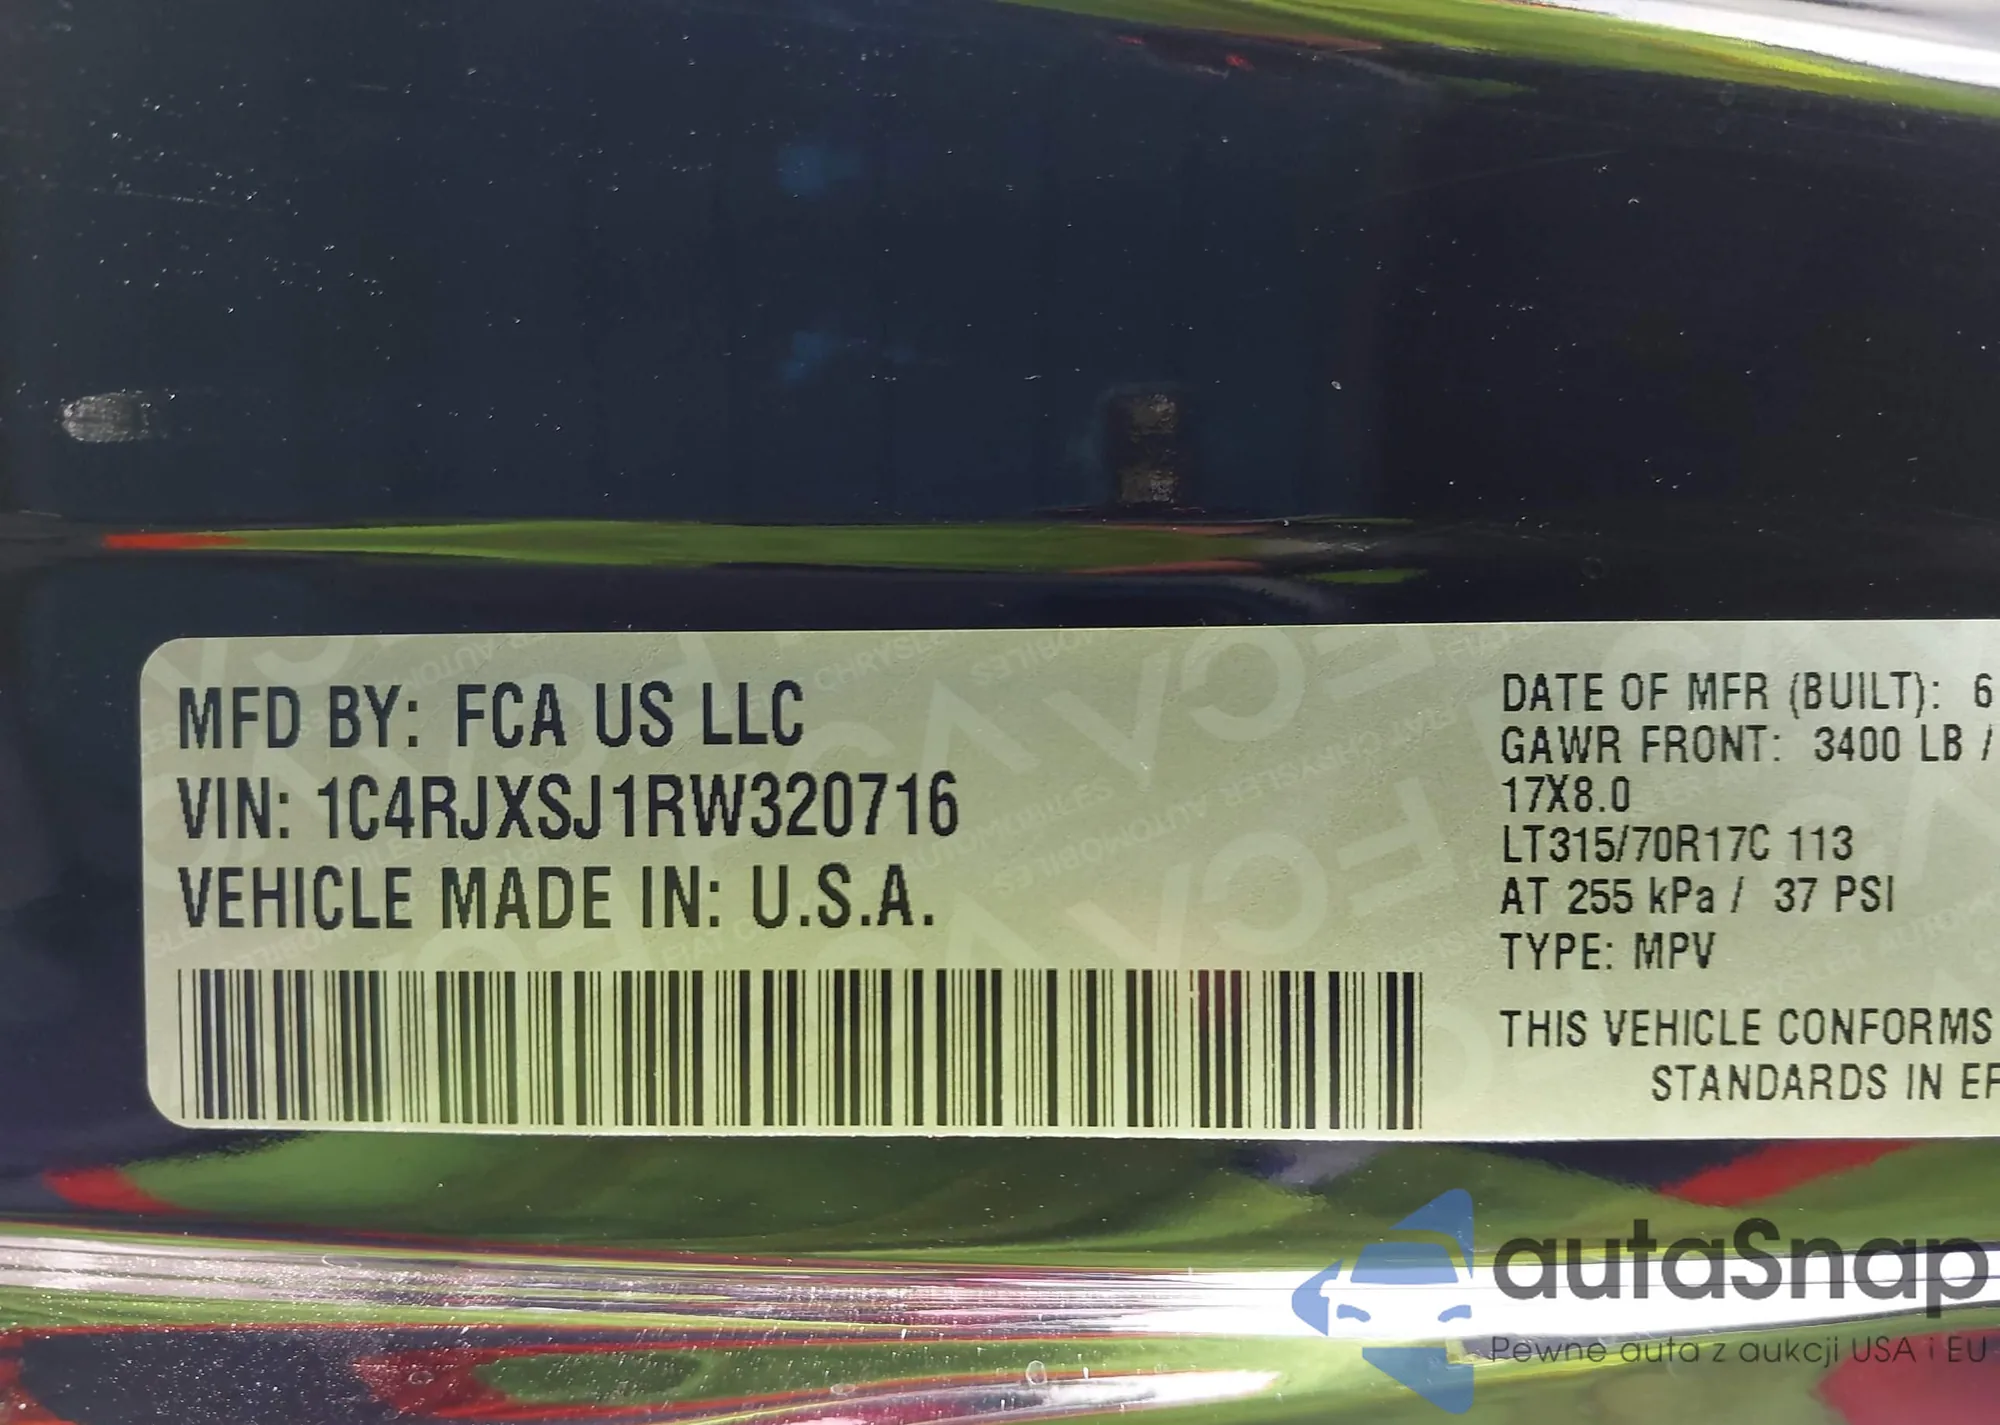 MFD BY: FCA US LLC
VIN: 1C4RJXSJ1RW320716
VEHICLE MADE IN: U.S.A.
DATE OF MFR (BUILT): 6
GAWR FRONT: 3400 LB /
17X8.0
LT315/70R17C 113
AT 255 kPa / 37 PSI
TYPE: MPV
THIS VEHICLE CONFORMS
STANDARDS IN
autaSnap
Pewne auta z aukcji USA i EU